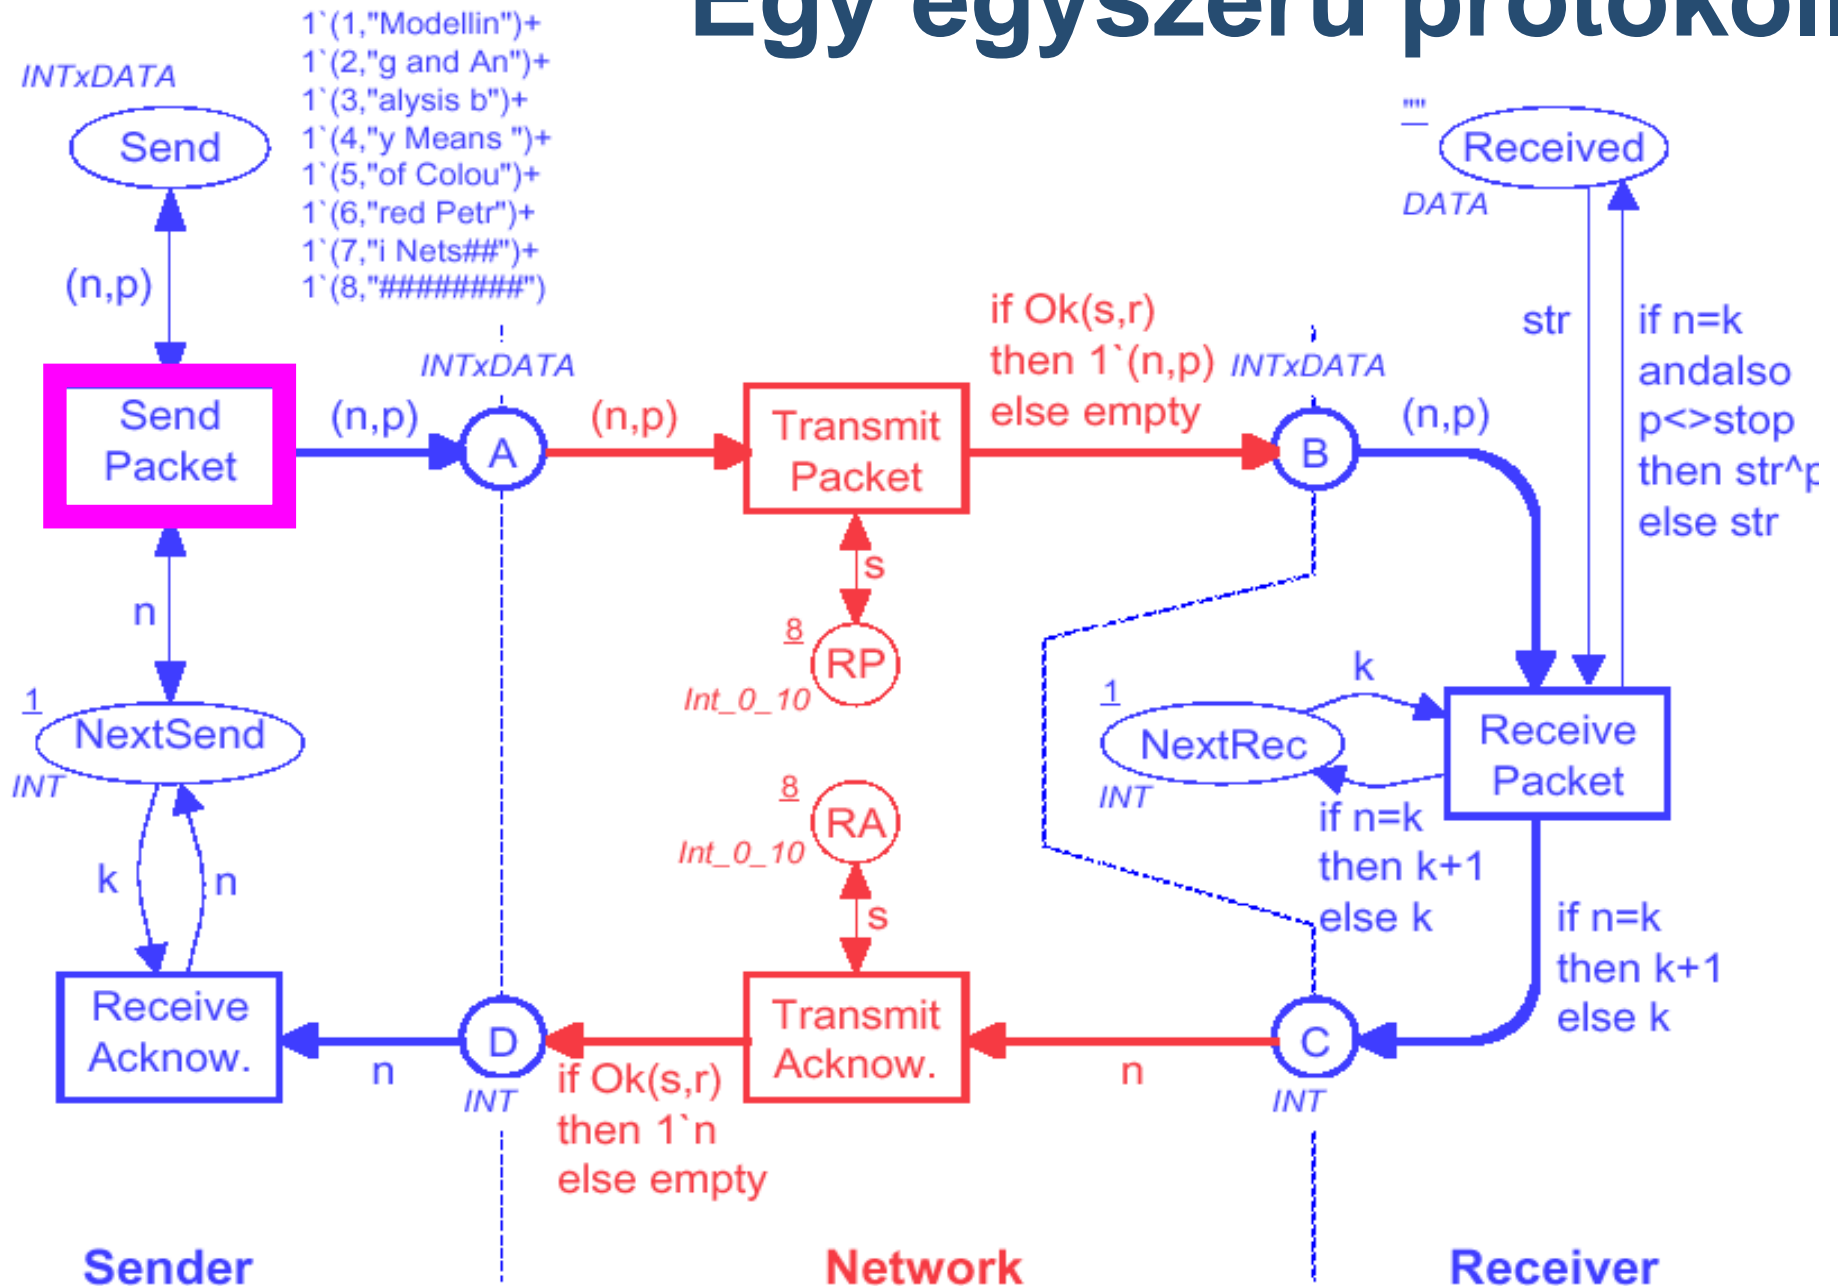 Egy egyszerű protokoll
1`(1,"Modellin")+
1`(2,"g and An")+
1`(3,"alysis b")+
1`(4,"y Means ")+
1`(5,"of Colou")+
1`(6,"red Petr")+
1`(7,"i Nets##")+
1`(8,"########")
INTxDATA
Send
(n,p)
Send
Packet
(n,p)
INTxDATA
A
(n,p)
Transmit
Packet
if Ok(s,r)
then 1`(n,p)
else empty
INTxDATA
B
(n,p)
""
Received
DATA
str
if n=k
andalso
p<>stop
then str^p
else str
n
s
8
RP
Int_0_10
1
NextSend
INT
8
RA
Int_0_10
s
k
1
NextRec
INT
Receive
Packet
if n=k
then k+1
else k
if n=k
then k+1
else k
k
n
Receive
Acknow.
n
D
INT
if Ok(s,r)
then 1`n
else empty
Transmit
Acknow.
n
C
INT
Sender
Network
Receiver